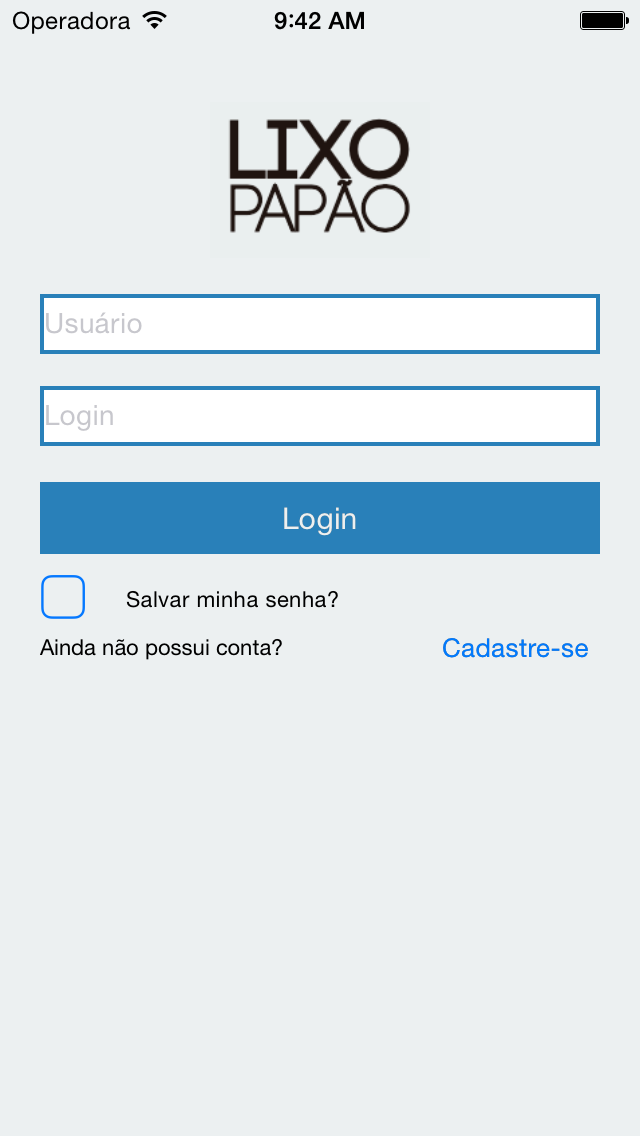 Operadora 9:42 AM
LIXO
PAPÃO
Usuário
Login
Login
Salvar minha senha?
Ainda não possui conta? Cadastre-se